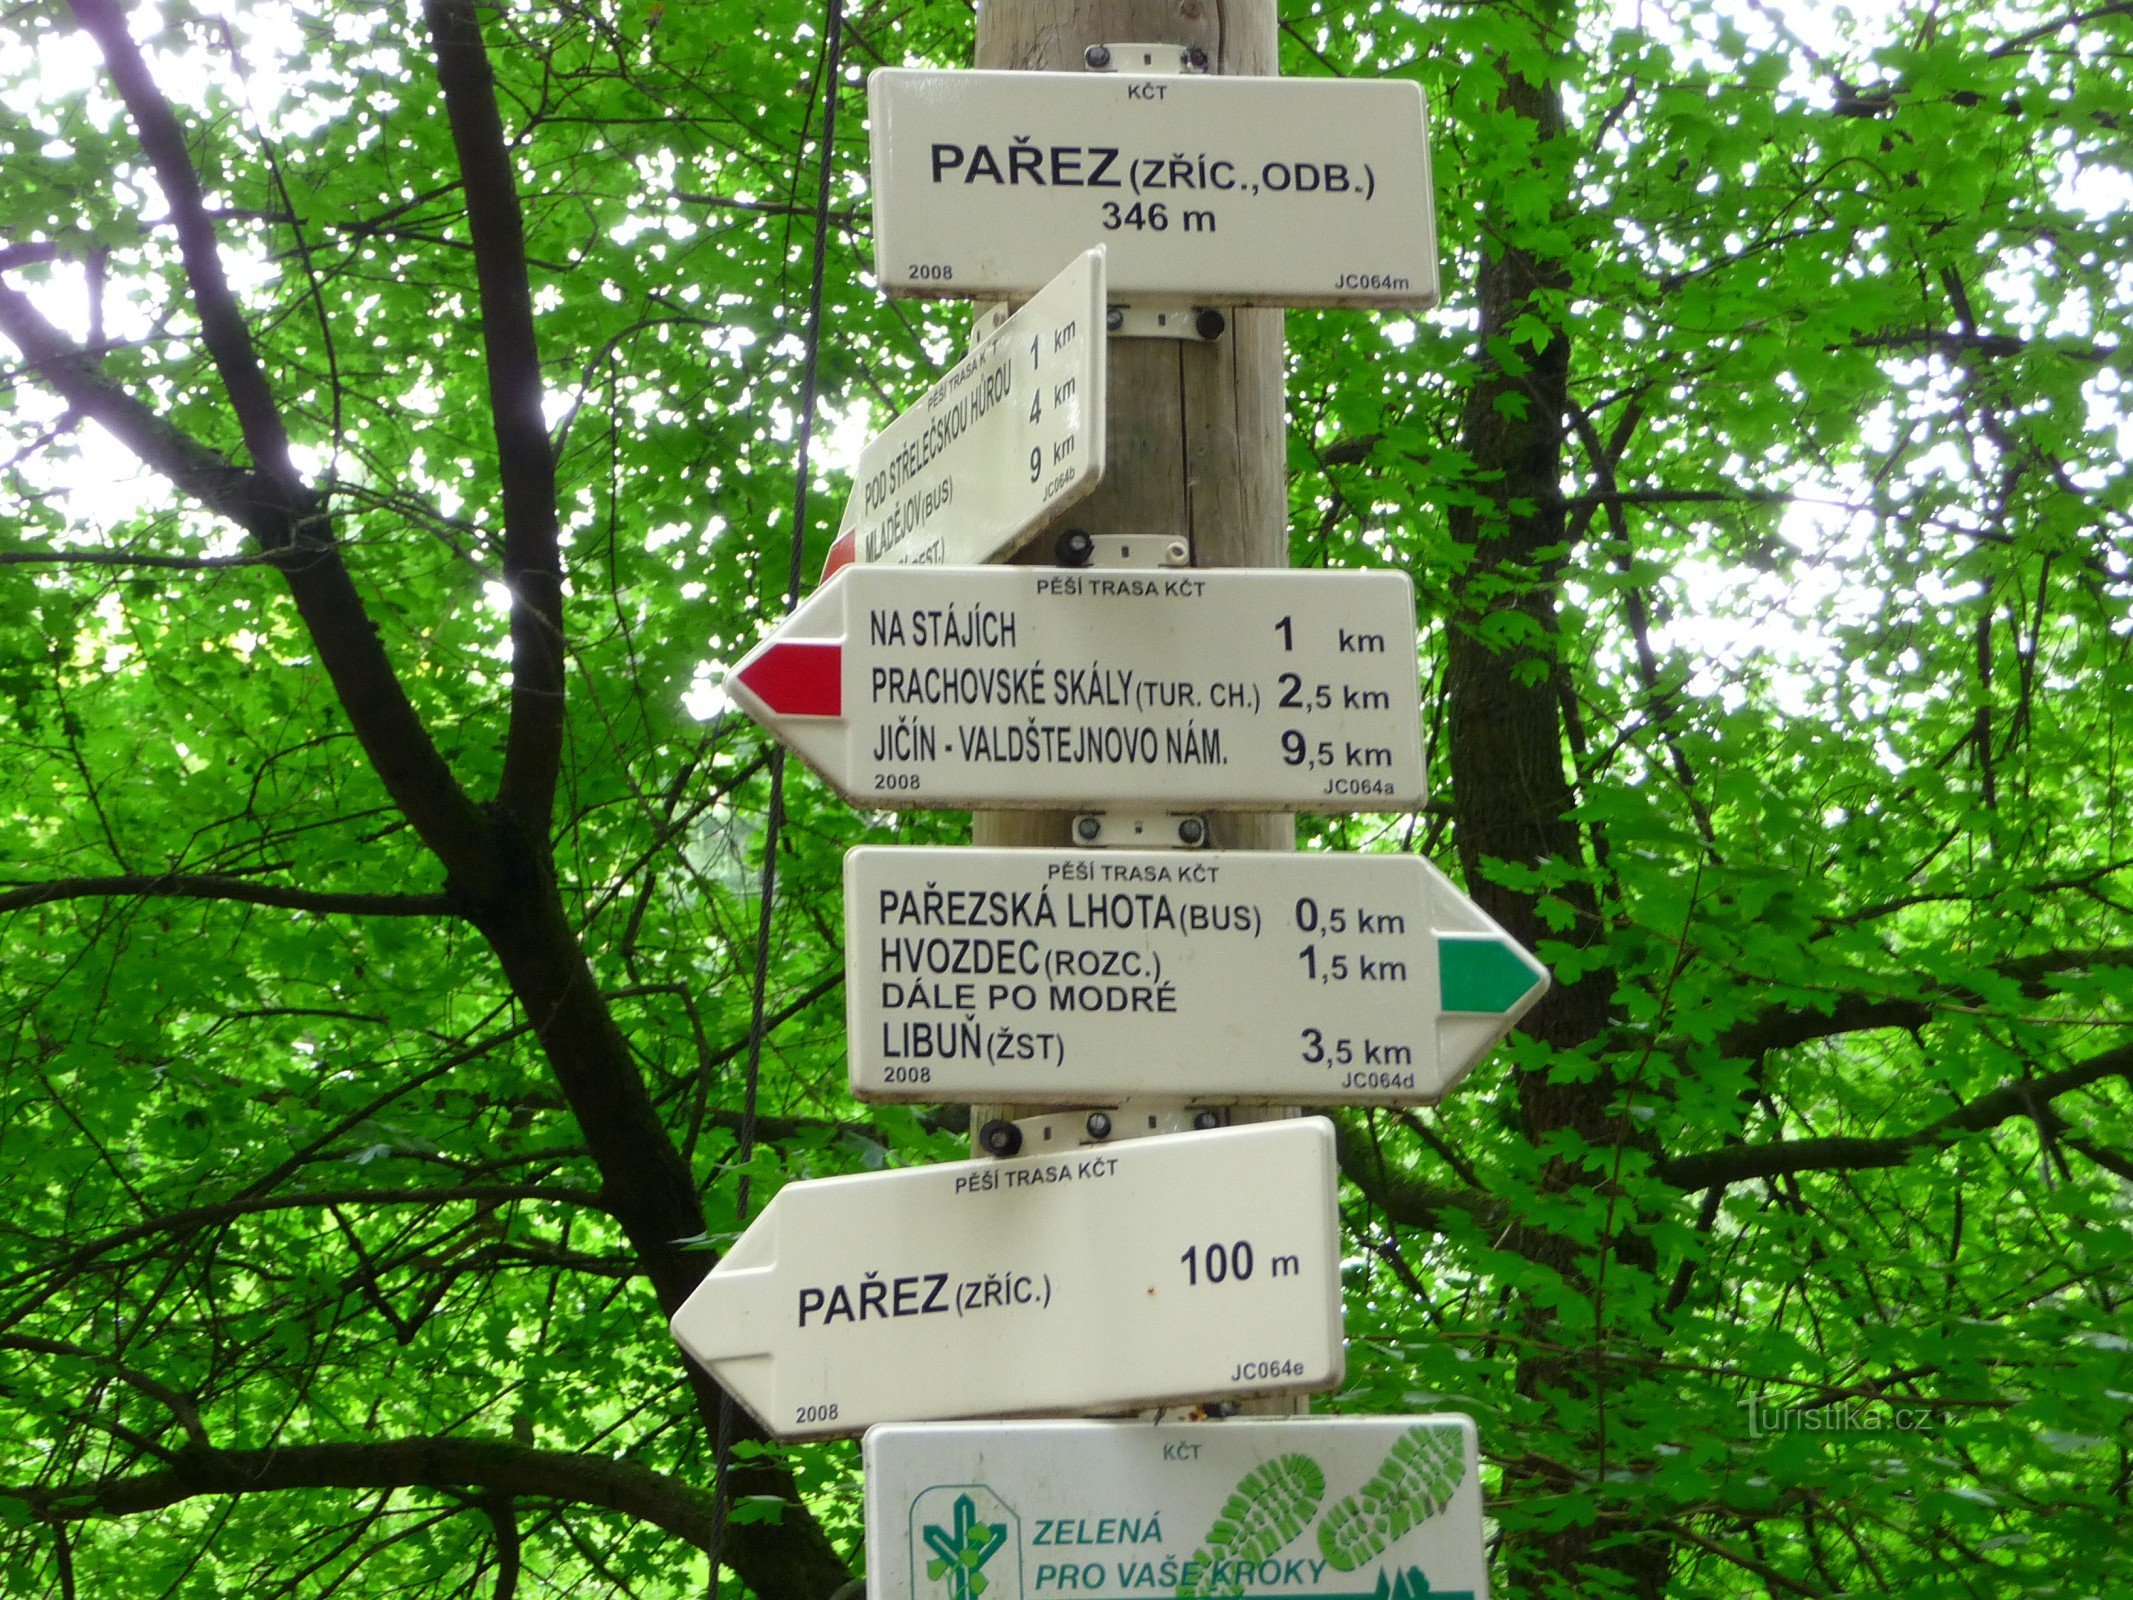 KČT
PAŘEZ (ZŘÍC.,ODB.)
346 m
2008 JC064m
PĚŠÍ TRASA KČT
POD STŘELEČSKOU HŮROU 1 km
MLADĚJOV (BUS) 4 km
9 km
JC064b
PĚŠÍ TRASA KČT
NA STÁJÍCH 1 km
PRACHOVSKÉ SKÁLY (TUR. CH.) 2,5 km
JIČÍN - VALDŠTEJNOVO NÁM. 9,5 km
2008 JC064a
PĚŠÍ TRASA KČT
PAŘEZSKÁ LHOTA (BUS) 0,5 km
HVOZDEC (ROZC.) 1,5 km
DÁLE PO MODRÉ
LIBUŇ (ŽST) 3,5 km
2008 JC064d
PĚŠÍ TRASA KČT
PAŘEZ (ZŘÍC.) 100 m
2008 JC064e
KČT
ZELENÁ
PRO VAŠE KROKY
Turistika.cz